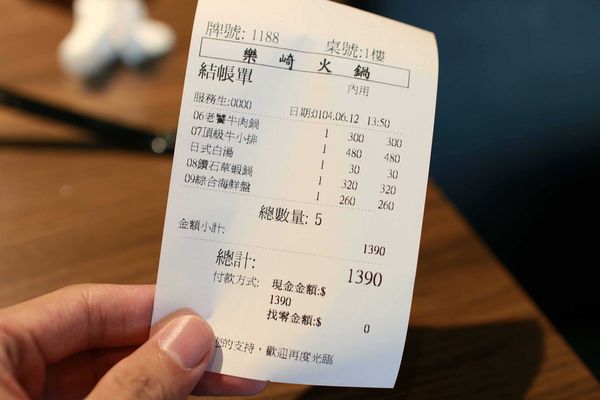 牌號: 1188 桌號:1樓
樂崎火鍋
結帳單 內用
服務生:0000 日期:0104.06.12 13:50
06老饕牛肉鍋 1 300 300
07頂級牛小排 1 480 480
日式白湯 1 30 30
08鑽石草蝦鍋 1 320 320
09綜合海鮮盤 1 260 260
總數量: 5
金額小計: 1390
總計: 1390
付款方式: 現金金額:$
1390
找零金額:$ 0
您的支持，歡迎再度光臨